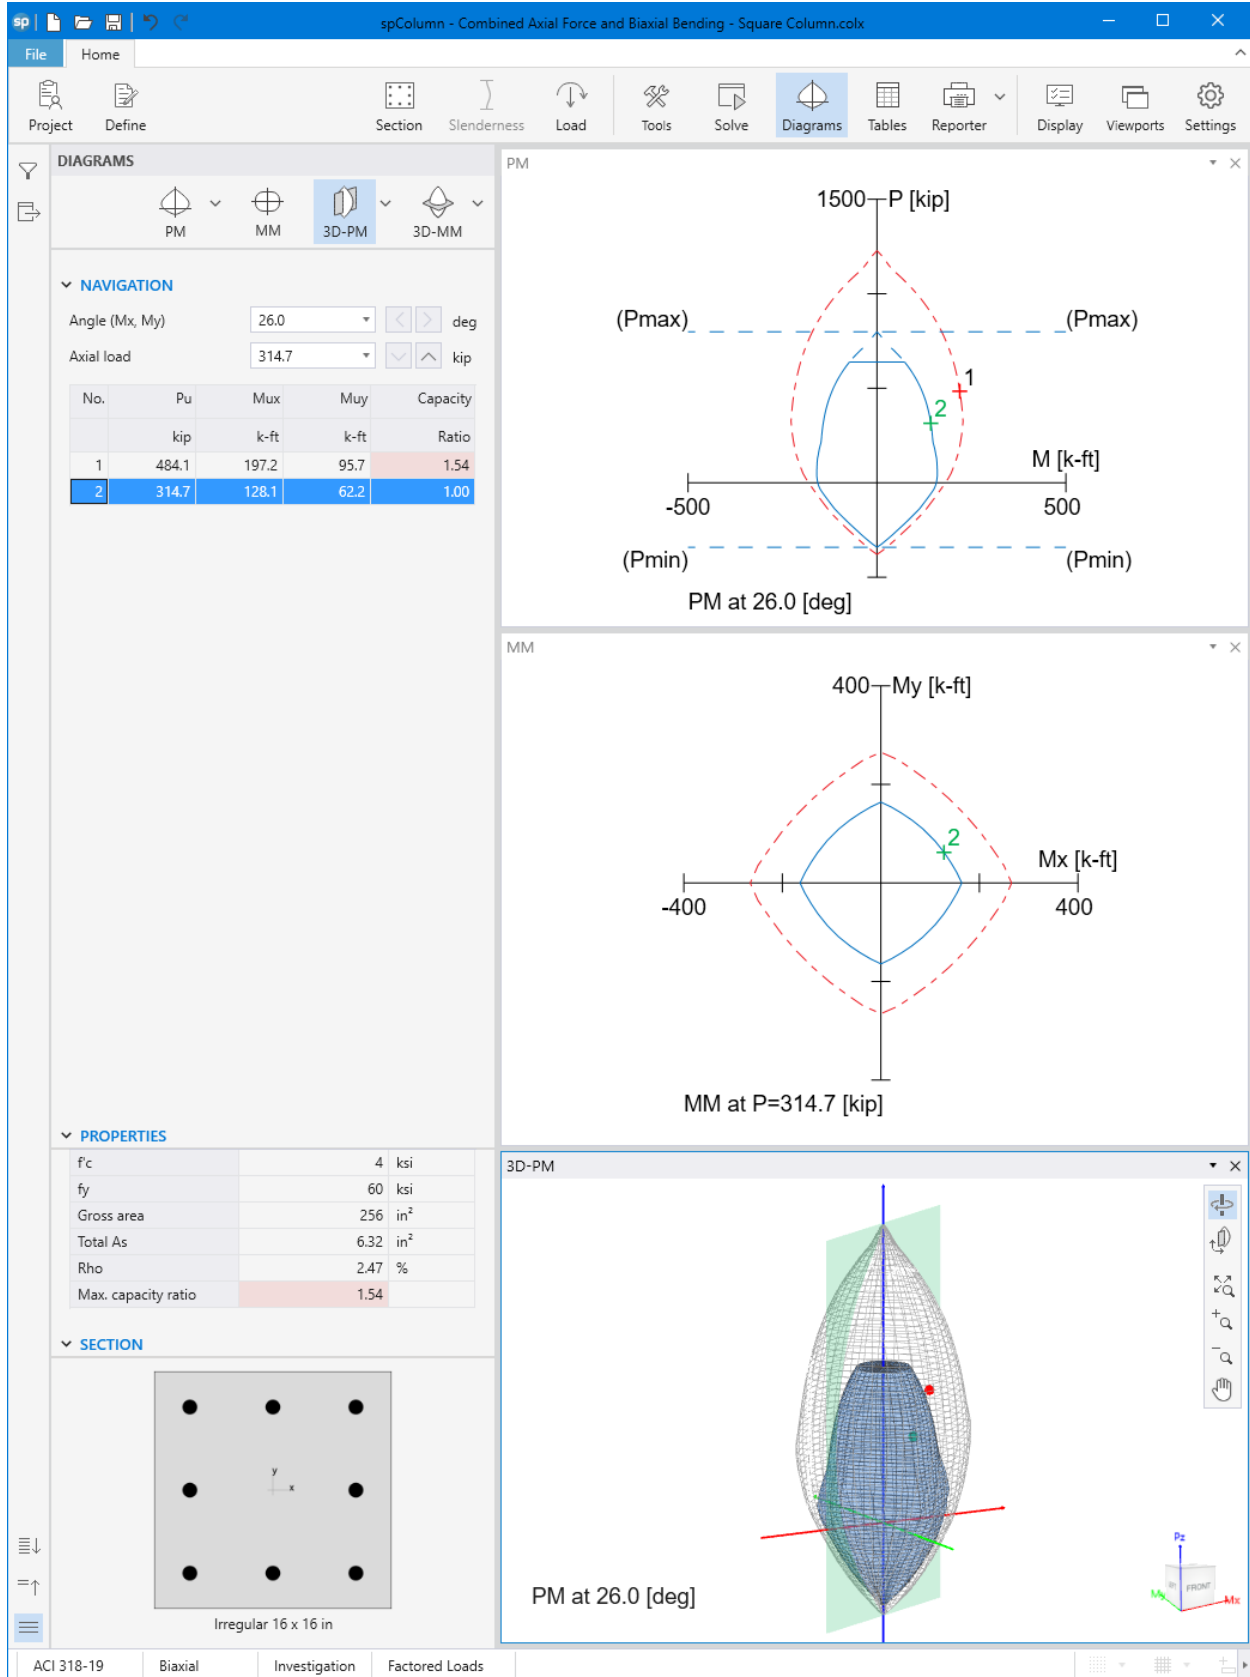 sp spColumn - Combined Axial Force and Biaxial Bending - Square Column.colx
File Home
Project Define Section Slenderness Load Tools Solve Diagrams Tables Reporter Display Viewports Settings
DIAGRAMS
PM MM 3D-PM 3D-MM
NAVIGATION
Angle (Mx, My) 26.0 deg
Axial load 314.7 kip
No. Pu Mux Muy Capacity
kip k-ft k-ft Ratio
1 484.1 197.2 95.7 1.54
2 314.7 128.1 62.2 1.00
PROPERTIES
f'c 4 ksi
fy 60 ksi
Gross area 256 in²
Total As 6.32 in²
Rho 2.47 %
Max. capacity ratio 1.54
SECTION
y
x
Irregular 16 x 16 in
PM
1500 P [kip]
(Pmax) (Pmax)
1
2
M [k-ft]
-500 500
(Pmin) (Pmin)
PM at 26.0 [deg]
MM
400 My [k-ft]
2
Mx [k-ft]
-400 400
MM at P=314.7 [kip]
3D-PM
PM at 26.0 [deg]
Pz
FRONT
My
Mx
ACI 318-19 Biaxial Investigation Factored Loads